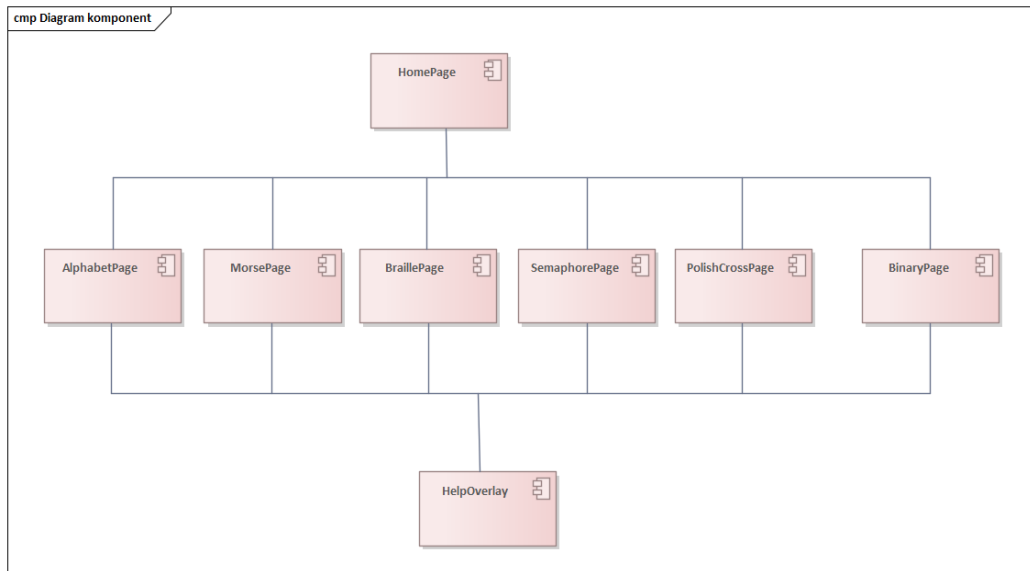 cmp Diagram komponent
HomePage
AlphabetPage
MorsePage
BraillePage
SemaphorePage
PolishCrossPage
BinaryPage
HelpOverlay